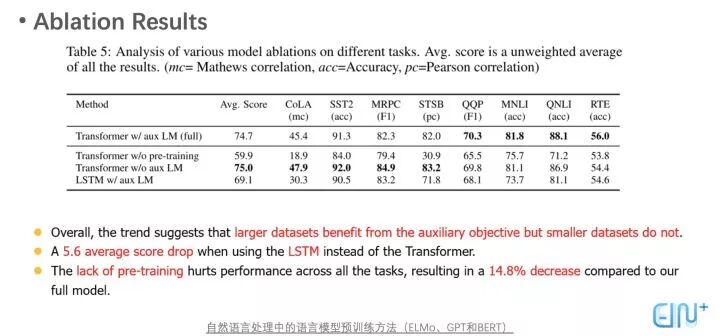 • Ablation Results
Table 5: Analysis of various model ablations on different tasks. Avg. score is a unweighted average
of all the results. (mc= Mathews correlation, acc=Accuracy, pc=Pearson correlation)
Method Avg. Score CoLA SST2 MRPC STSB QQP MNLI QNLI RTE
(mc) (acc) (F1) (pc) (F1) (acc) (acc) (acc)
Transformer w/ aux LM (full) 74.7 45.4 91.3 82.3 82.0 70.3 81.8 88.1 56.0
Transformer w/o pre-training 59.9 18.9 84.0 79.4 30.9 65.5 75.7 71.2 53.8
Transformer w/o aux LM 75.0 47.9 92.0 84.9 83.2 69.8 81.1 86.9 54.4
LSTM w/ aux LM 69.1 30.3 90.5 83.2 71.8 68.1 73.7 81.1 54.6
Overall, the trend suggests that larger datasets benefit from the auxiliary objective but smaller datasets do not.
A 5.6 average score drop when using the LSTM instead of the Transformer.
The lack of pre-training hurts performance across all the tasks, resulting in a 14.8% decrease compared to our
full model.
自然语言处理中的语言模型预训练方法(ELMo、GPT和BERT)